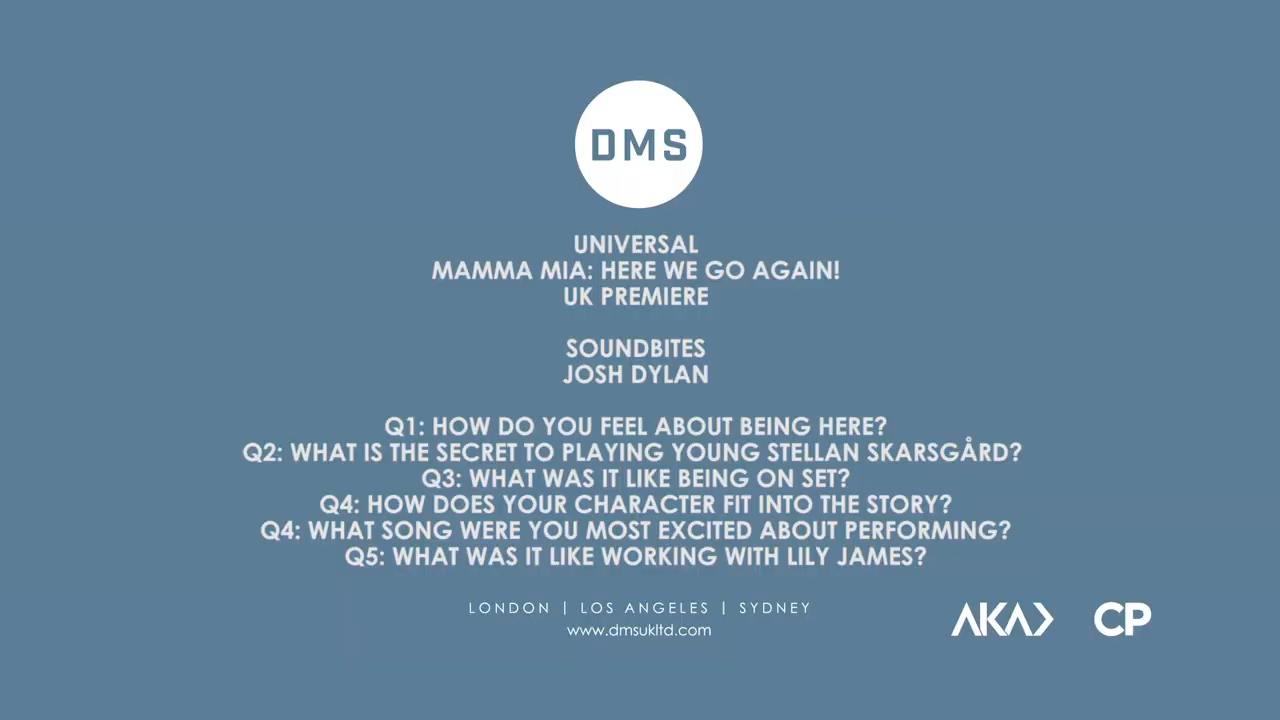 DMS
UNIVERSAL
MAMMA MIA: HERE WE GO AGAIN!
UK PREMIERE
SOUNDBITES
JOSH DYLAN
Q1: HOW DO YOU FEEL ABOUT BEING HERE?
Q2: WHAT IS THE SECRET TO PLAYING YOUNG STELLAN SKARSGÅRD?
Q3: WHAT WAS IT LIKE BEING ON SET?
Q4: HOW DOES YOUR CHARACTER FIT INTO THE STORY?
Q4: WHAT SONG WERE YOU MOST EXCITED ABOUT PERFORMING?
Q5: WHAT WAS IT LIKE WORKING WITH LILY JAMES?
LONDON | LOS ANGELES | SYDNEY
www.dmsukltd.com
AKA CP